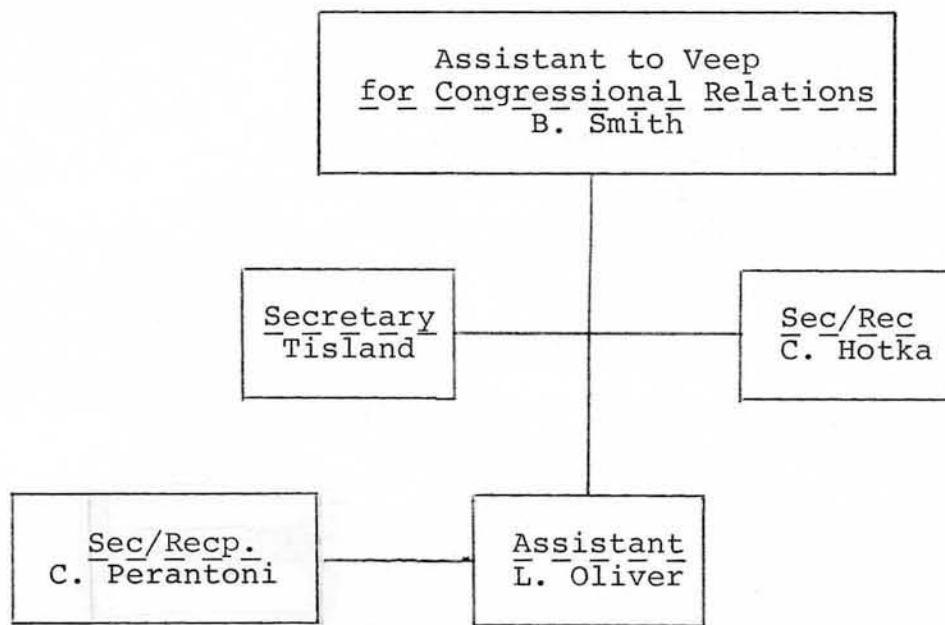 Assistant to Veep
for Congressional Relations
B. Smith
Secretary
Tisland
Sec/Rec
C. Hotka
Sec/Recp.
C. Perantoni
Assistant
L. Oliver